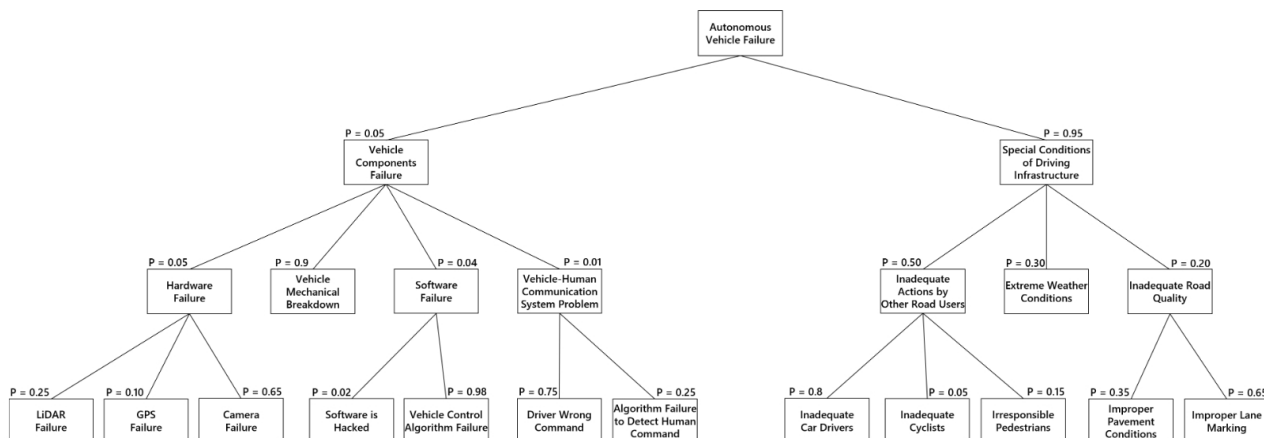 Autonomous
Vehicle Failure
P = 0.05
Vehicle
Components
Failure
P = 0.95
Special Conditions
of Driving
Infrastructure
P = 0.05
Hardware
Failure
P = 0.9
Vehicle
Mechanical
Breakdown
P = 0.04
Software
Failure
P = 0.01
Vehicle-Human
Communication
System Problem
P = 0.50
Inadequate
Actions by
Other Road Users
P = 0.30
Extreme Weather
Conditions
P = 0.20
Inadequate Road
Quality
P = 0.25
LiDAR
Failure
P = 0.10
GPS
Failure
P = 0.65
Camera
Failure
P = 0.02
Software is
Hacked
P = 0.98
Vehicle Control
Algorithm Failure
P = 0.75
Driver Wrong
Command
P = 0.25
Algorithm Failure
to Detect Human
Command
P = 0.8
Inadequate
Car Drivers
P = 0.05
Inadequate
Cyclists
P = 0.15
Irresponsible
Pedestrians
P = 0.35
Improper
Pavement
Conditions
P = 0.65
Improper Lane
Marking